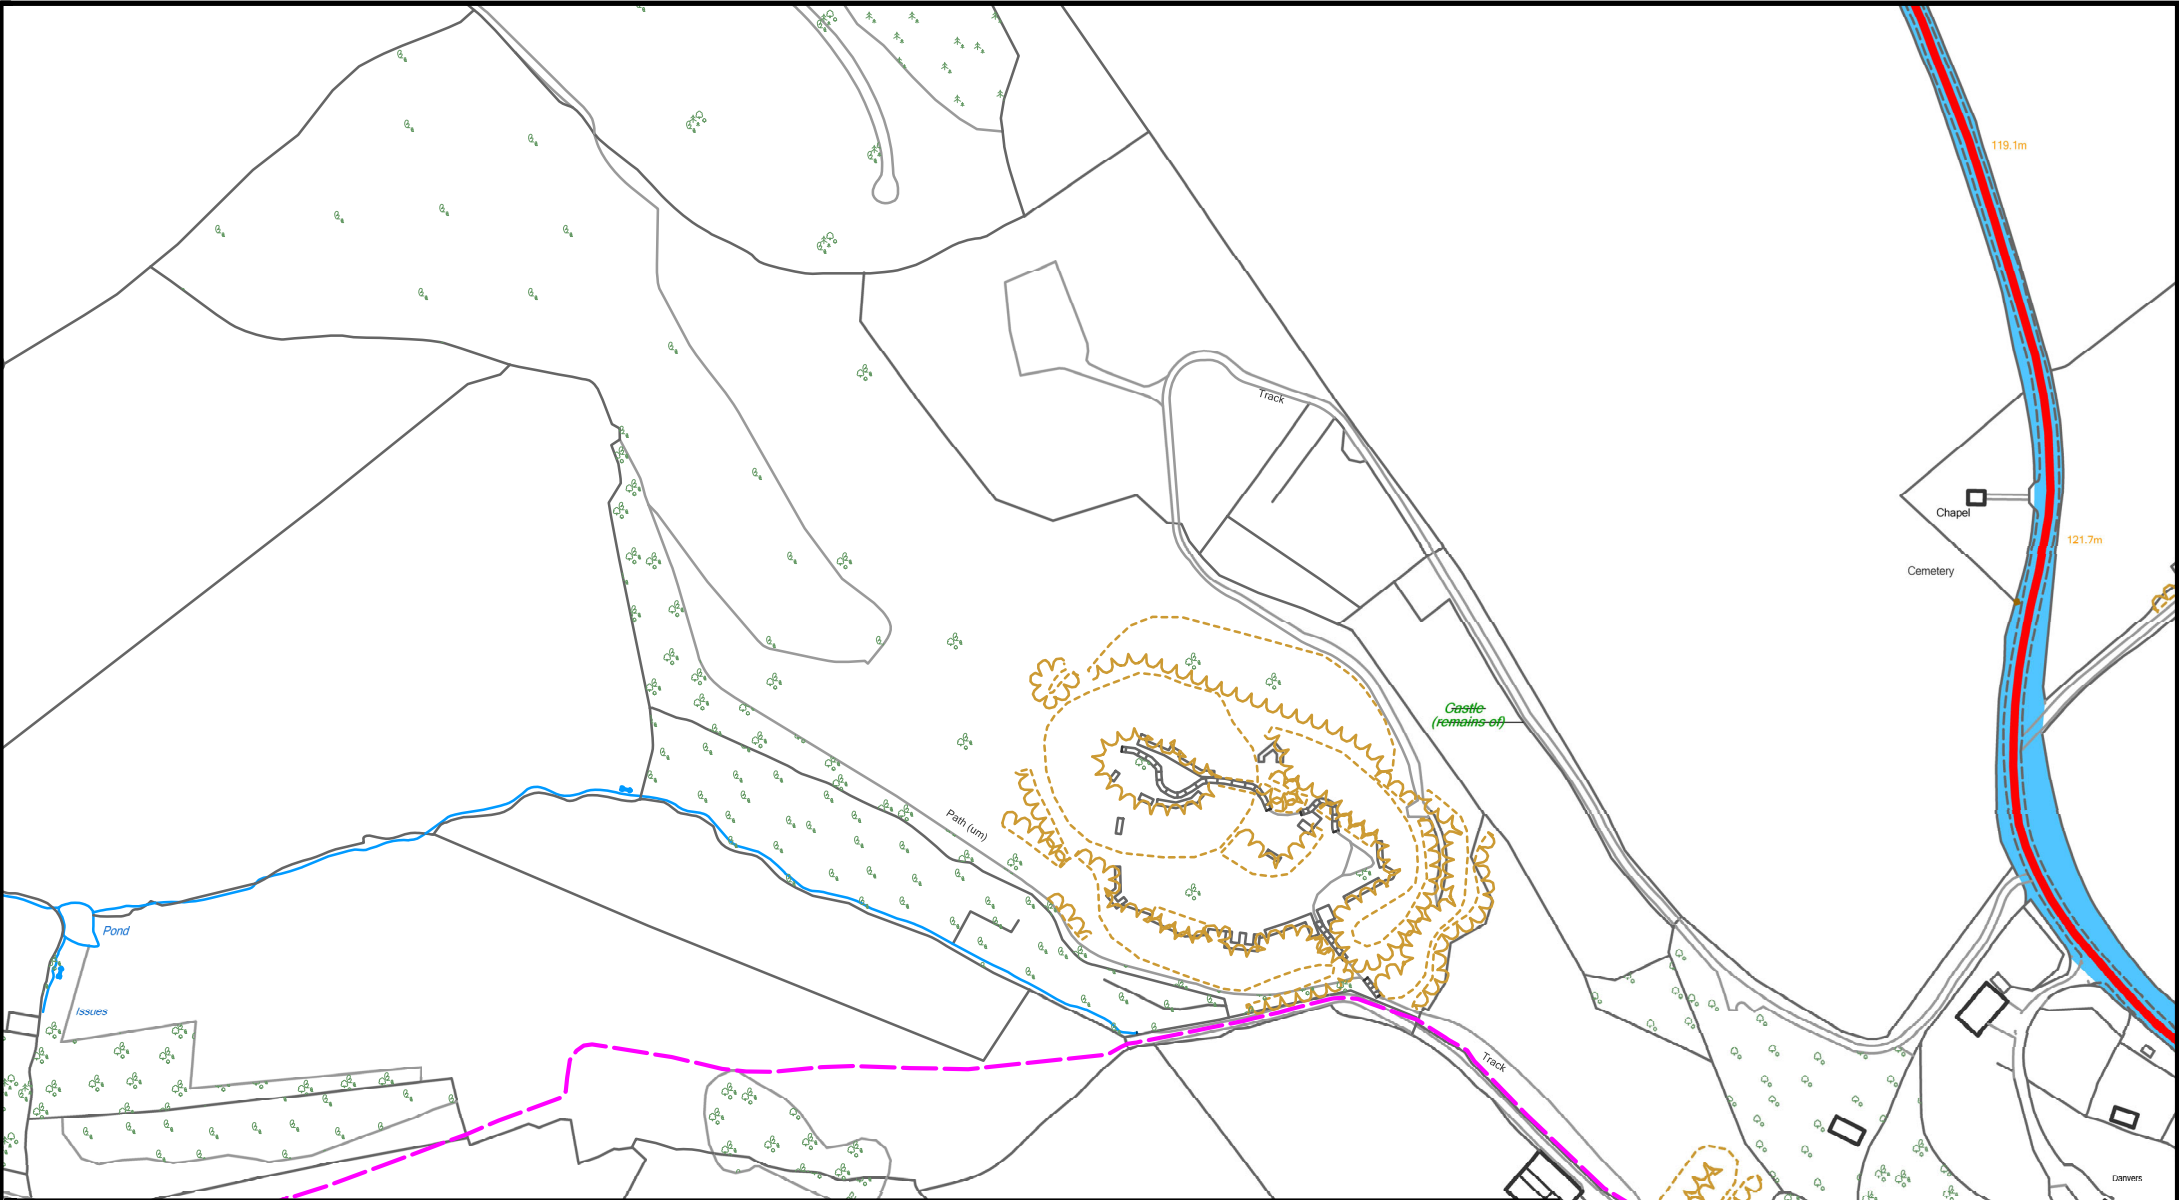 119.1m
Track
Chapel
121.7m
Cemetery
Castle
(remains of)
Path (um)
Pond
Issues
Track
Danvers